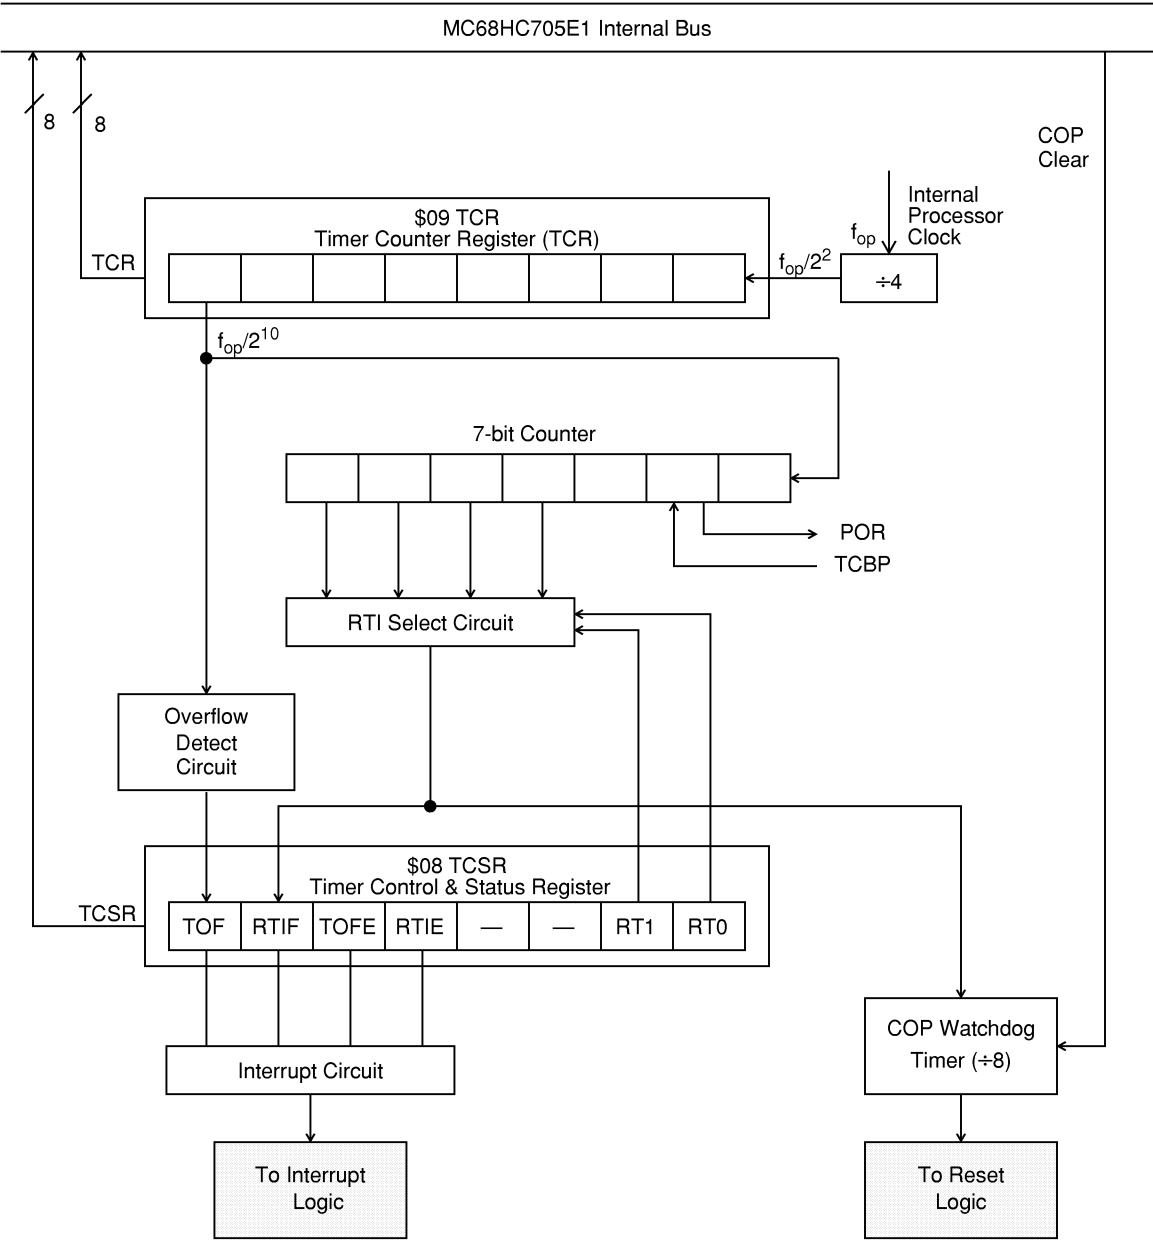 MC68HC705E1 Internal Bus
8
8
COP
Clear
Internal
Processor
Clock
$09 TCR
Timer Counter Register (TCR)
TCR
f_op
f_op/2^2
÷4
f_op/2^10
7-bit Counter
POR
TCBP
RTI Select Circuit
Overflow
Detect
Circuit
$08 TCSR
Timer Control & Status Register
TCSR
TOF RTIF TOFE RTIE — — RT1 RT0
COP Watchdog
Timer (÷8)
Interrupt Circuit
To Interrupt
Logic
To Reset
Logic